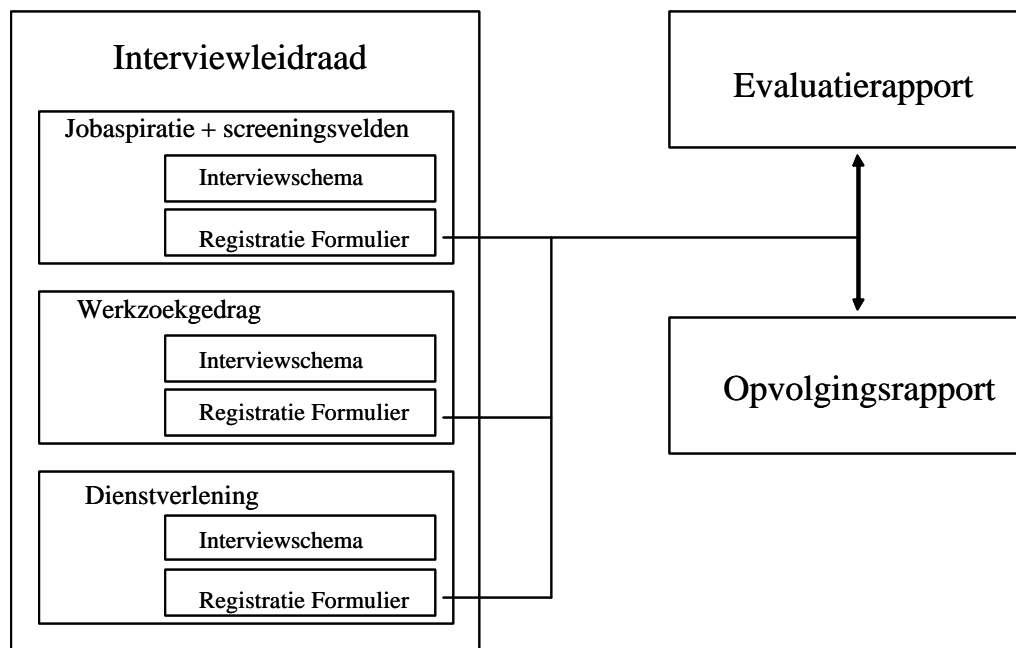 Interviewleidraad
Jobaspiratie + screeningsvelden
Interviewschema
Registratie Formulier
Werkzoekgedrag
Interviewschema
Registratie Formulier
Dienstverlening
Interviewschema
Registratie Formulier
Evaluatierapport
Opvolgingsrapport